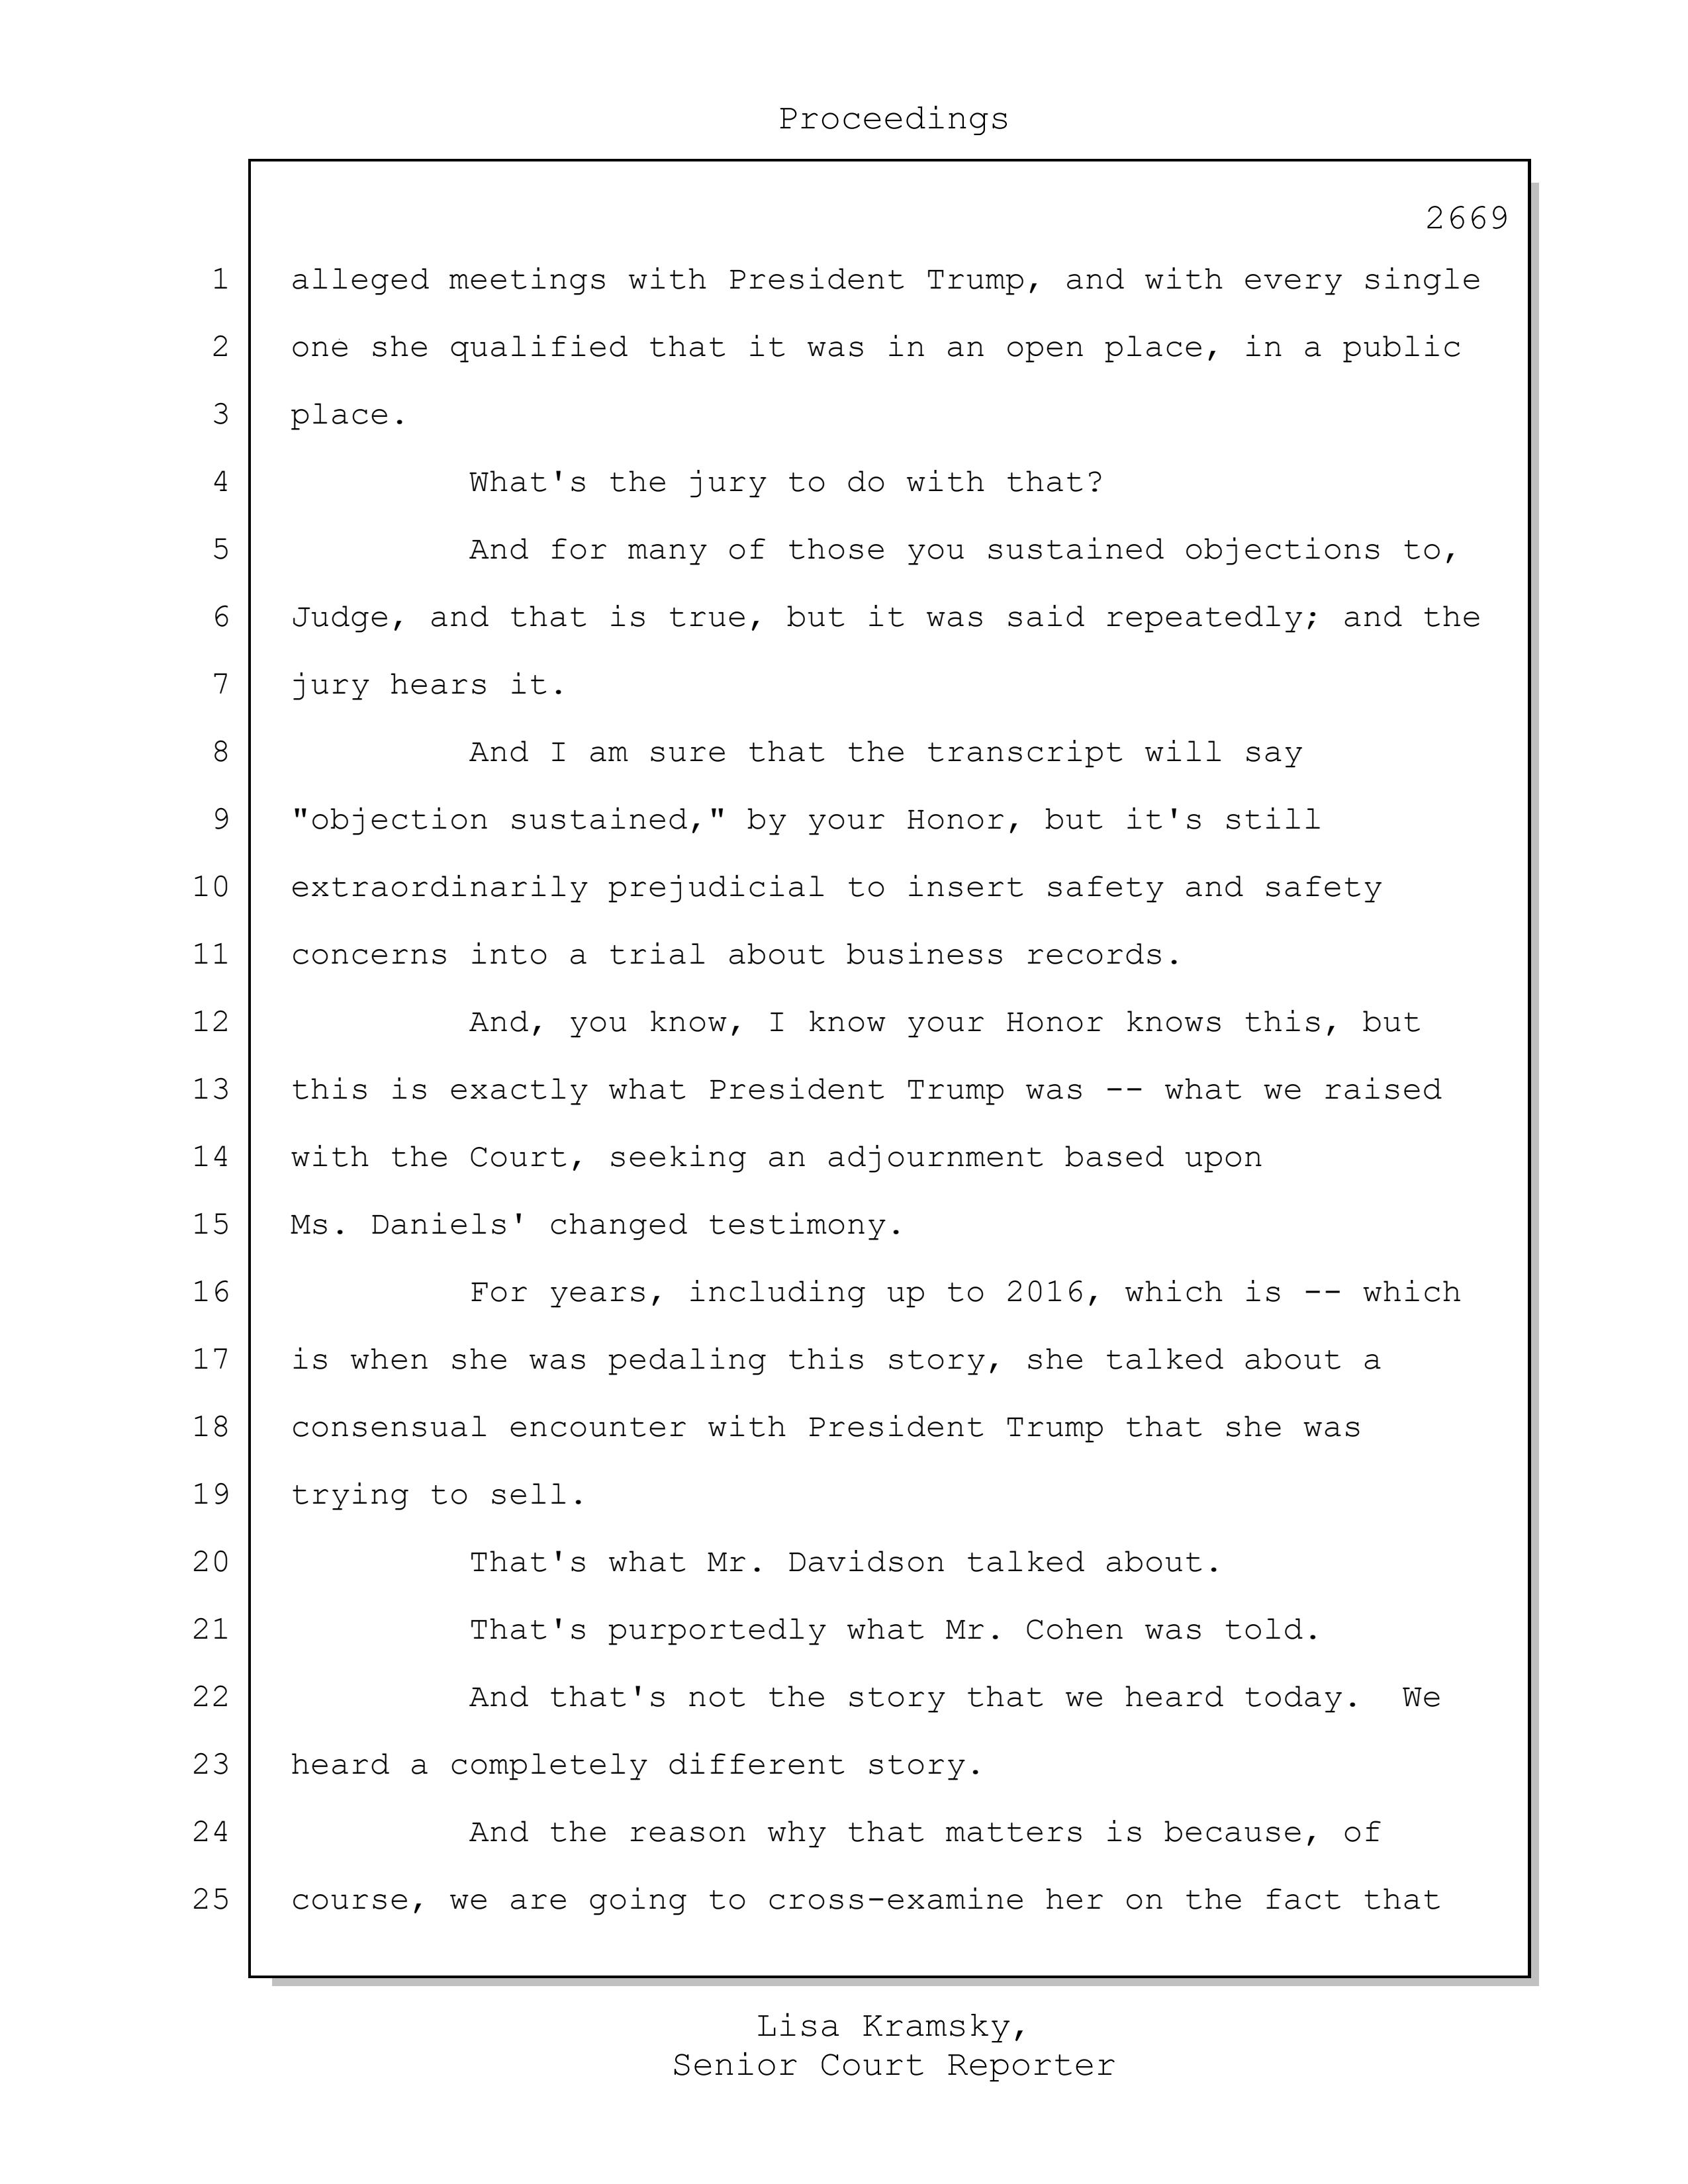 Proceedings
2669
1 alleged meetings with President Trump, and with every single
2 one she qualified that it was in an open place, in a public
3 place.
4 What's the jury to do with that?
5 And for many of those you sustained objections to,
6 Judge, and that is true, but it was said repeatedly; and the
7 jury hears it.
8 And I am sure that the transcript will say
9 "objection sustained," by your Honor, but it's still
10 extraordinarily prejudicial to insert safety and safety
11 concerns into a trial about business records.
12 And, you know, I know your Honor knows this, but
13 this is exactly what President Trump was -- what we raised
14 with the Court, seeking an adjournment based upon
15 Ms. Daniels' changed testimony.
16 For years, including up to 2016, which is -- which
17 is when she was pedaling this story, she talked about a
18 consensual encounter with President Trump that she was
19 trying to sell.
20 That's what Mr. Davidson talked about.
21 That's purportedly what Mr. Cohen was told.
22 And that's not the story that we heard today.  We
23 heard a completely different story.
24 And the reason why that matters is because, of
25 course, we are going to cross-examine her on the fact that
Lisa Kramsky,
Senior Court Reporter